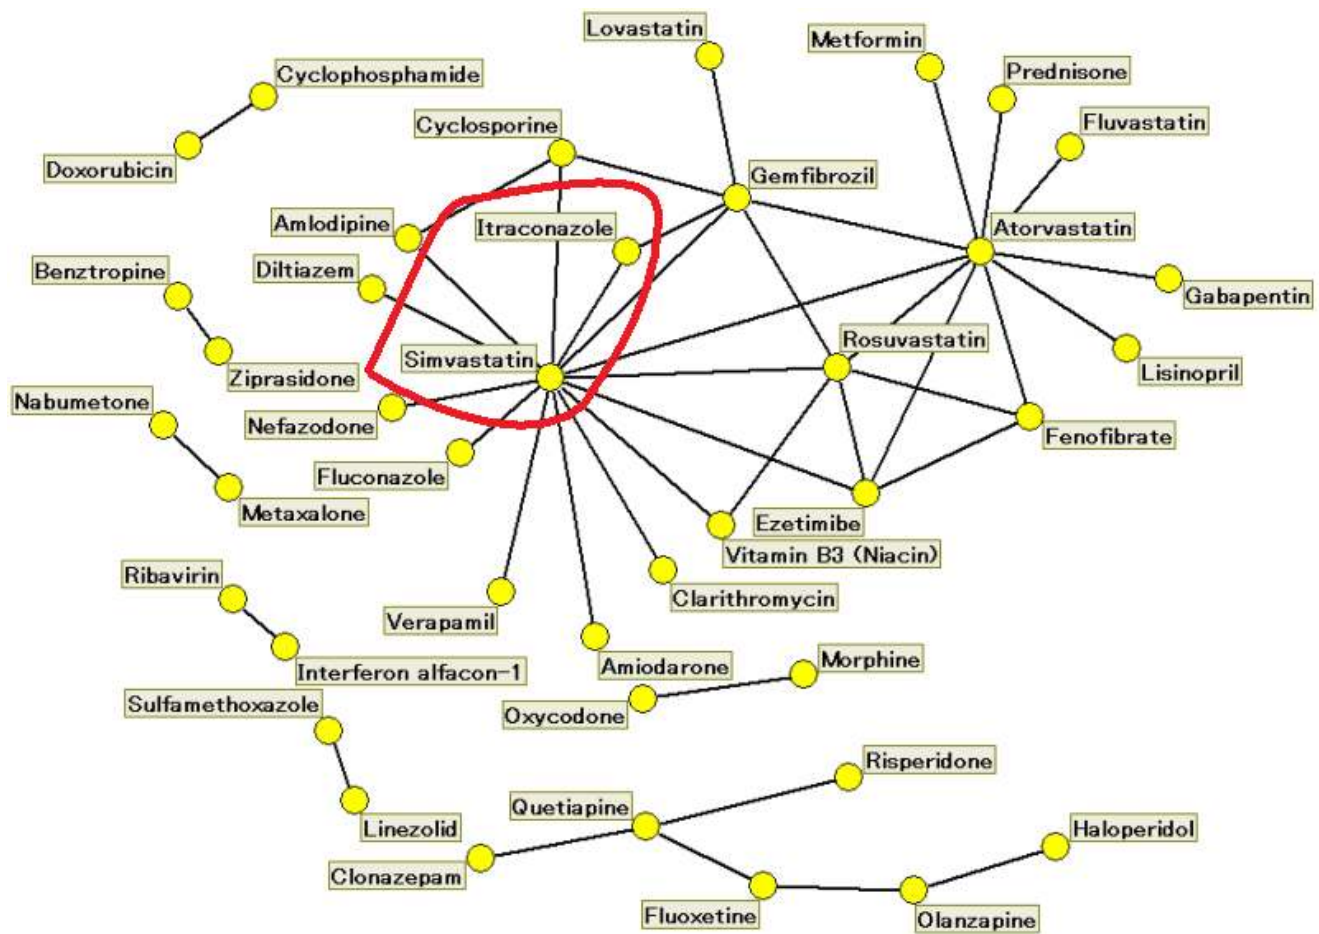 Lovastatin
Metformin
Cyclophosphamide
Prednisone
Cyclosporine
Fluvastatin
Doxorubicin
Gemfibrozil
Amlodipine
Itraconazole
Atorvastatin
Benztropine
Diltiazem
Gabapentin
Rosuvastatin
Simvastatin
Ziprasidone
Lisinopril
Nabumetone
Nefazodone
Fenofibrate
Fluconazole
Metaxalone
Ezetimibe
Vitamin B3 (Niacin)
Ribavirin
Clarithromycin
Verapamil
Morphine
Amiodarone
Interferon alfacon-1
Sulfamethoxazole
Oxycodone
Risperidone
Quetiapine
Linezolid
Haloperidol
Clonazepam
Fluoxetine
Olanzapine